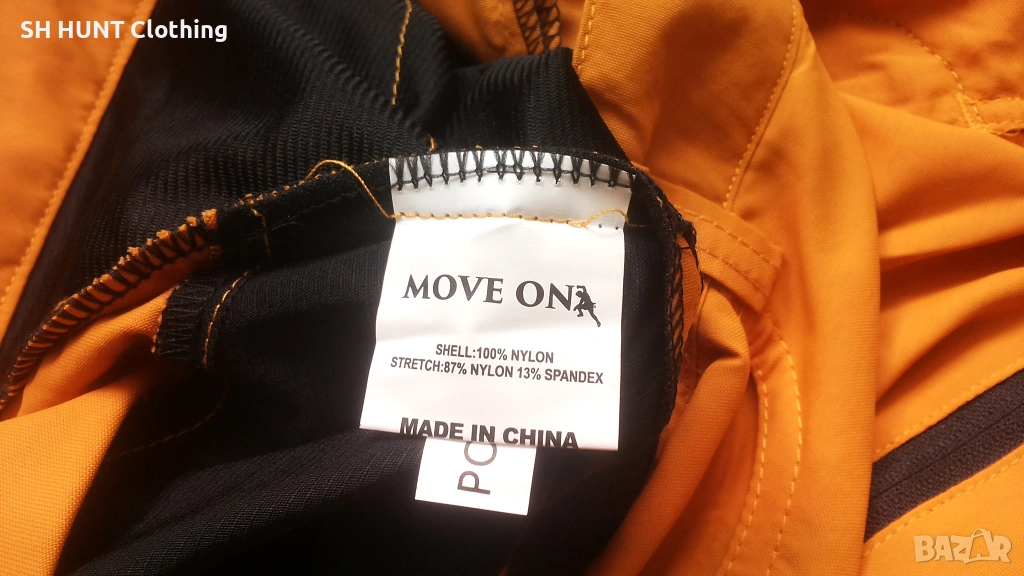 SH HUNT Clothing
MOVE ON
SHELL:100% NYLON
STRETCH:87% NYLON 13% SPANDEX
MADE IN CHINA
PO
BAZAR